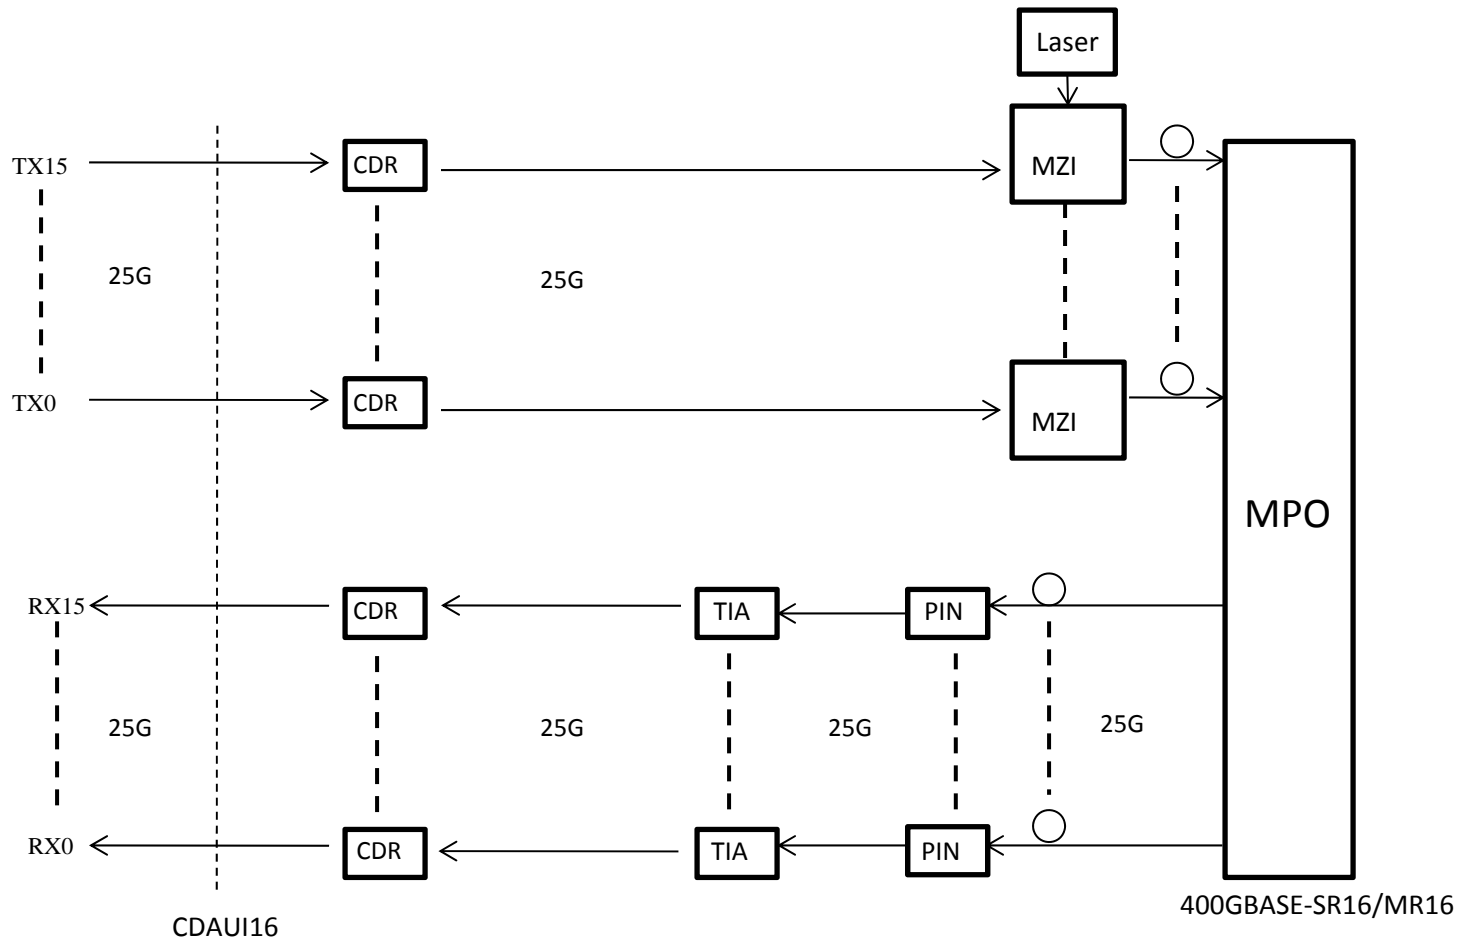 Laser
TX15
CDR
MZI
25G
25G
TX0
CDR
MZI
MPO
RX15
CDR
TIA
PIN
25G
25G
25G
25G
RX0
CDR
TIA
PIN
400GBASE-SR16/MR16
CDAUI16